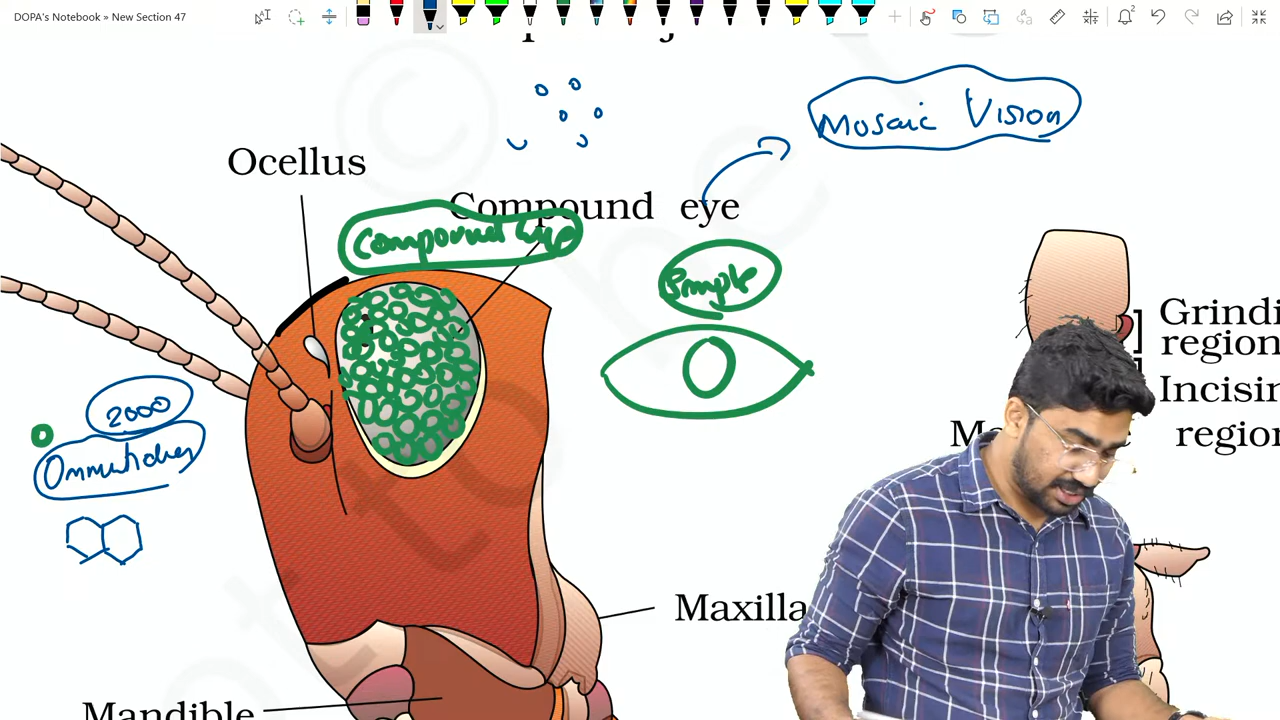 DOPA's Notebook » New Section 47
Mosaic Vision
Ocellus
Compound eye
Compound eye
Simple
Grindi
region
Incisin
region
2000
Ommatidia
Maxilla
Mandible